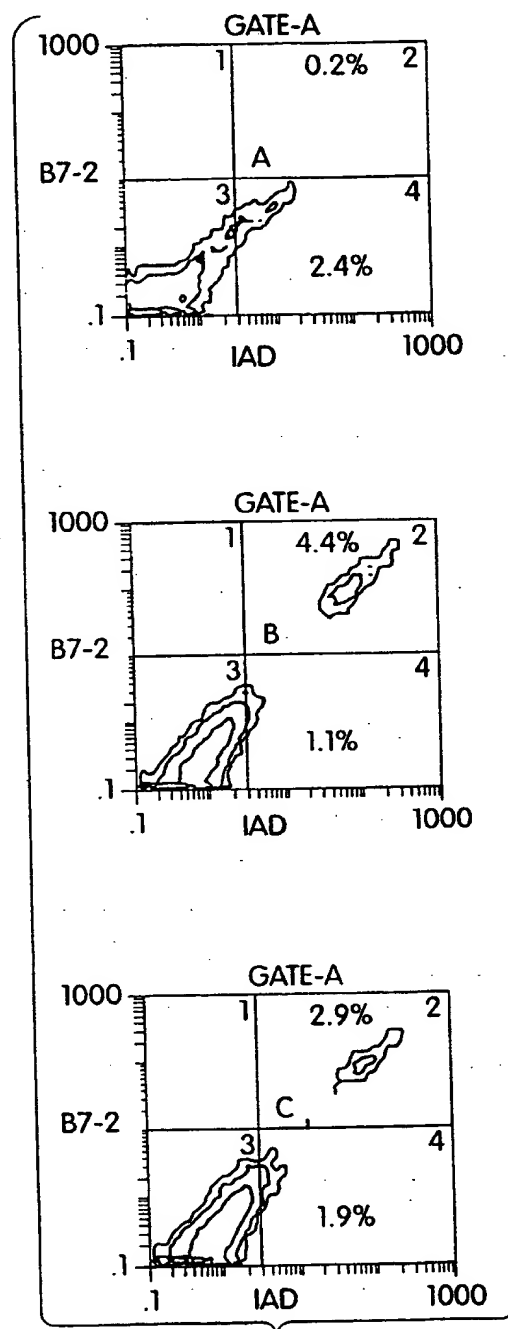 GATE-A
1000
1 0.2% 2
A
B7-2
3 4
2.4%
.1
.1 IAD 1000
GATE-A
1000
1 4.4% 2
B
B7-2
3 4
1.1%
.1
.1 IAD 1000
GATE-A
1000
1 2.9% 2
C
B7-2
3 4
1.9%
.1
.1 IAD 1000